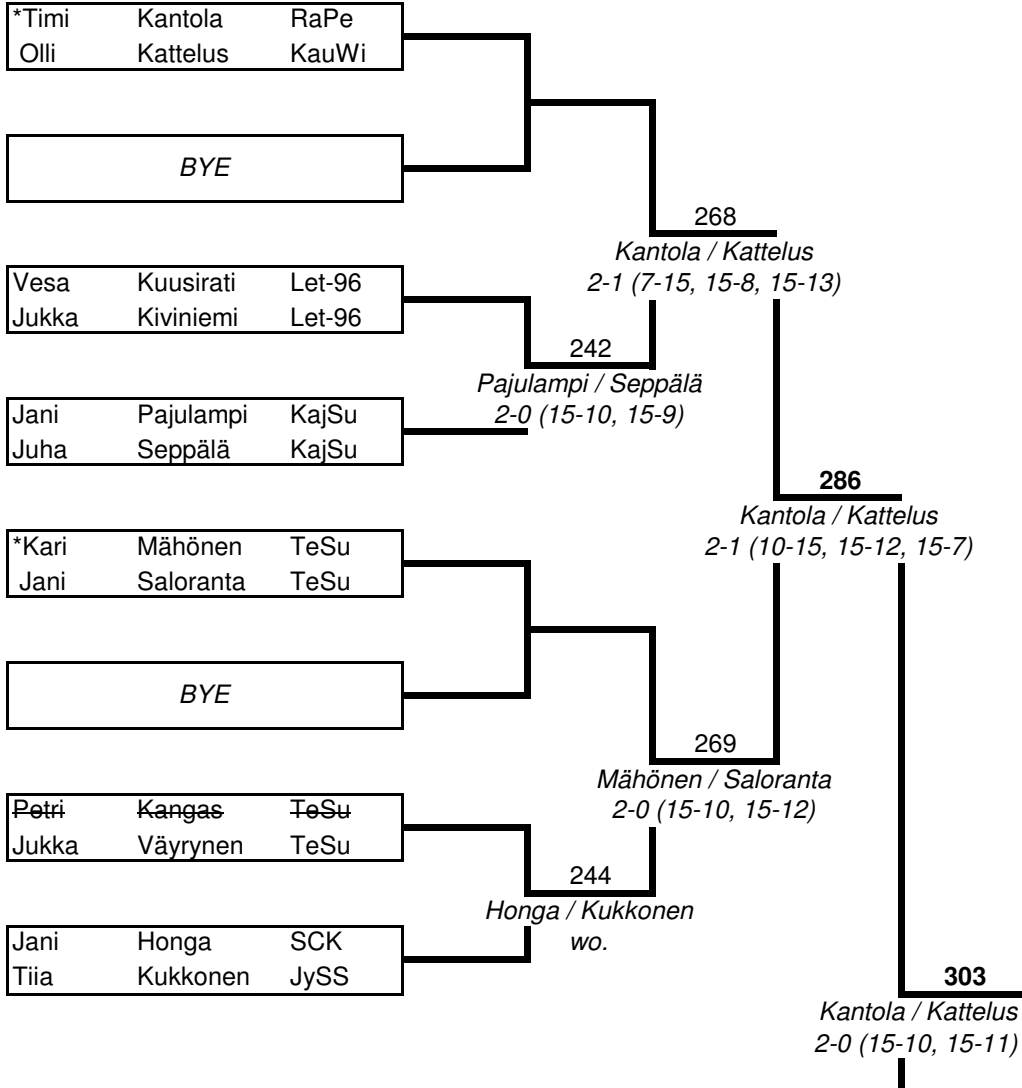 *Timi Kantola RaPe
Olli Kattelus KauWi
BYE
268
Kantola / Kattelus
2-1 (7-15, 15-8, 15-13)
Vesa Kuusirati Let-96
Jukka Kiviniemi Let-96
242
Pajulampi / Seppälä
2-0 (15-10, 15-9)
Jani Pajulampi KajSu
Juha Seppälä KajSu
286
Kantola / Kattelus
2-1 (10-15, 15-12, 15-7)
*Kari Mähönen TeSu
Jani Saloranta TeSu
BYE
269
Mähönen / Saloranta
2-0 (15-10, 15-12)
Petri Kangas TeSu
Jukka Väyrynen TeSu
244
Honga / Kukkonen
wo.
Jani Honga SCK
Tiia Kukkonen JySS
303
Kantola / Kattelus
2-0 (15-10, 15-11)